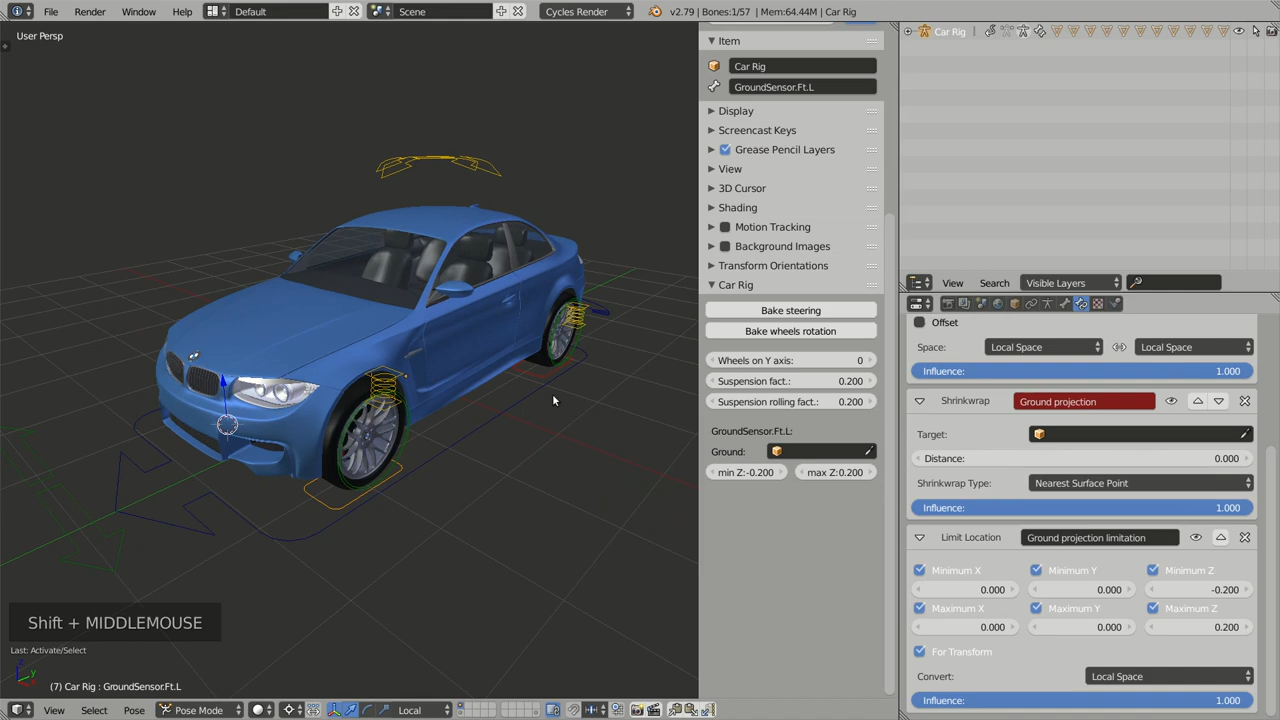 File Render Window Help Default Scene Cycles Render v2.79 | Bones:1/57 | Mem:64.44M | Car Rig
User Persp
Item
Car Rig
GroundSensor.Ft.L
Display
Screencast Keys
Grease Pencil Layers
View
3D Cursor
Shading
Motion Tracking
Background Images
Transform Orientations
Car Rig
Bake steering
Bake wheels rotation
Wheels on Y axis: 0
Suspension fact.: 0.200
Suspension rolling fact.: 0.200
GroundSensor.Ft.L:
Ground:
min Z:-0.200 max Z:0.200
Car Rig
View Search Visible Layers
Offset
Space: Local Space Local Space
Influence: 1.000
Shrinkwrap Ground projection
Target:
Distance: 0.000
Shrinkwrap Type: Nearest Surface Point
Influence: 1.000
Limit Location Ground projection limitation
Minimum X Minimum Y Minimum Z
0.000 0.000 -0.200
Maximum X Maximum Y Maximum Z
0.000 0.000 0.200
For Transform
Convert: Local Space
Influence: 1.000
Shift + MIDDLEMOUSE
Last: Activate/Select
z
y
(7) Car Rig : GroundSensor.Ft.L
View Select Pose Pose Mode Local